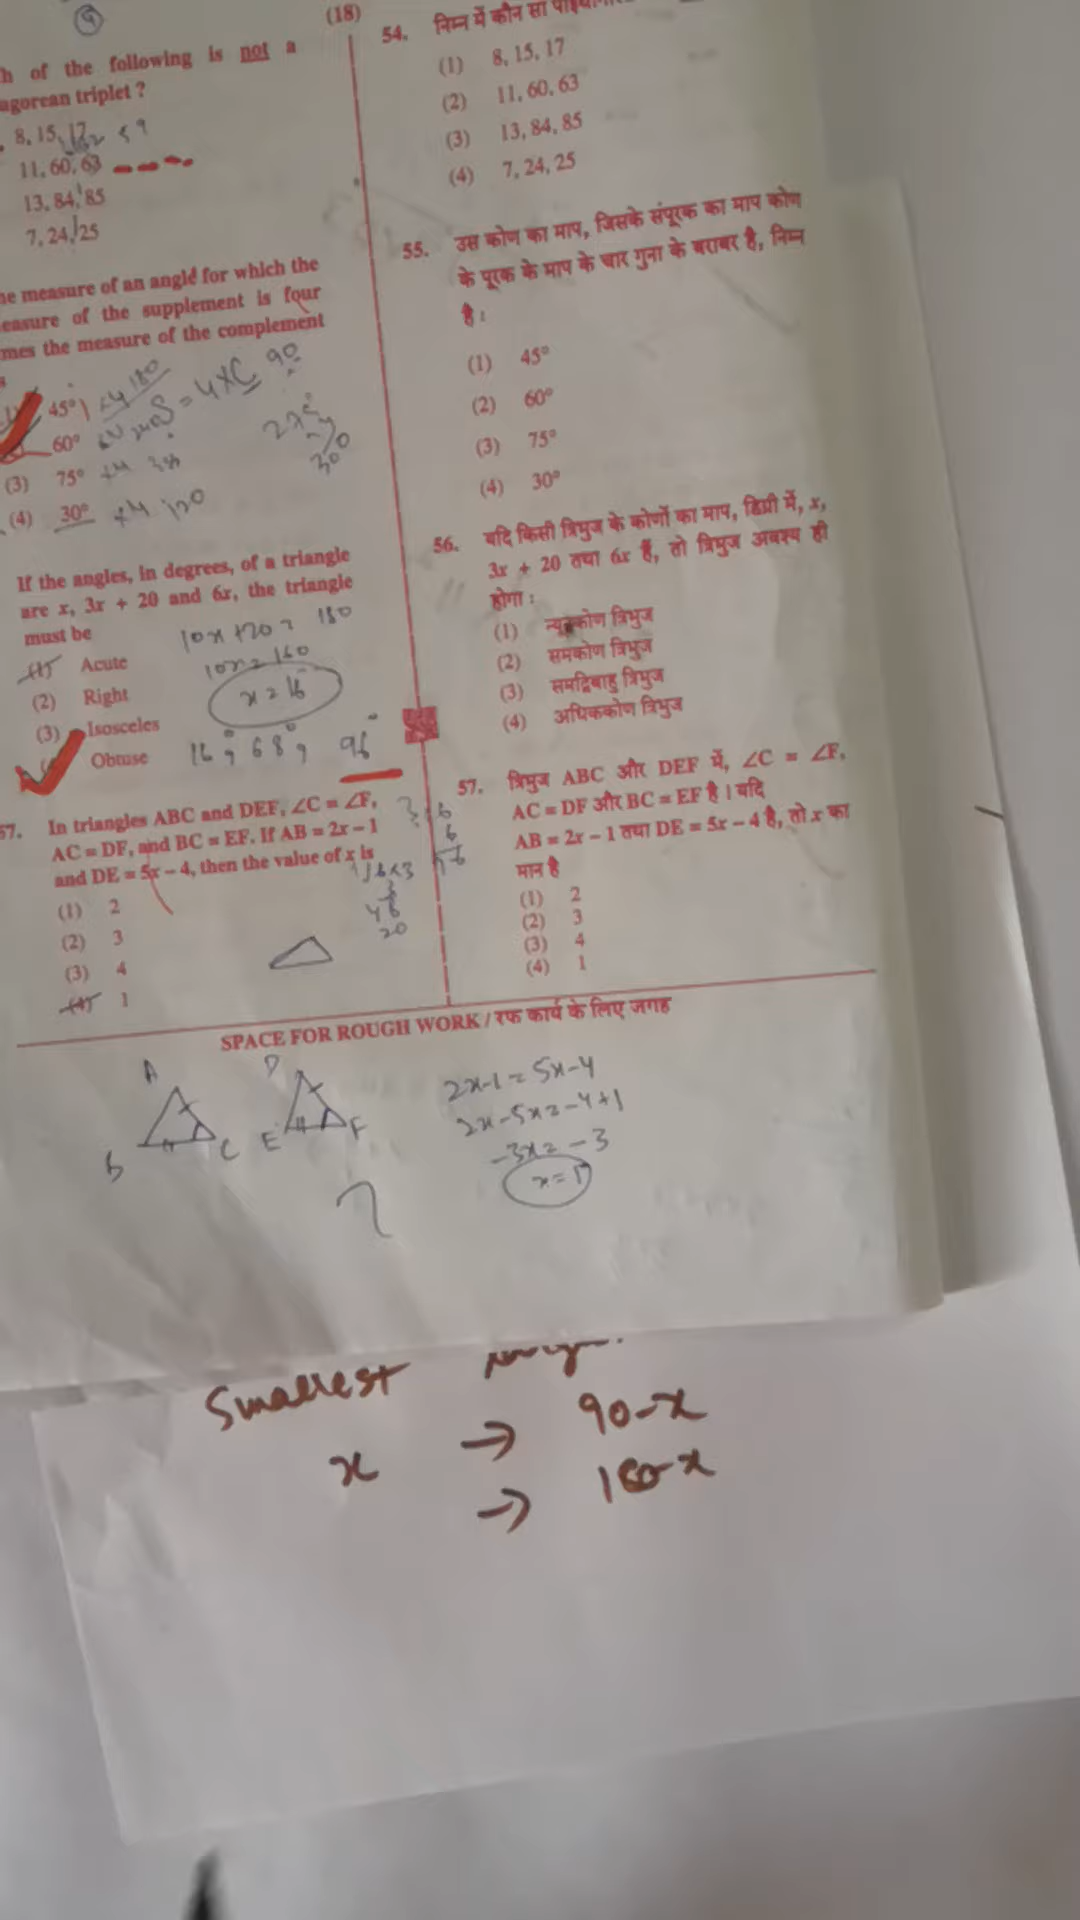 (18)
h of the following is not a
agorean triplet ?
8, 15, 17
11, 60, 63
13, 84, 85
7, 24, 25
he measure of an angle for which the
easure of the supplement is four
mes the measure of the complement
45°
60°
(3) 75°
(4) 30°
S = 4 x C 90
If the angles, in degrees, of a triangle
are x, 3x + 20 and 6x, the triangle
must be
(1) Acute
(2) Right
(3) Isosceles
Obtuse
10x + 20 = 180
10x = 160
x = 16
16°, 68°, 96°
57. In triangles ABC and DEF, ∠C = ∠F,
AC = DF, and BC = EF. If AB = 2x – 1
and DE = 5x – 4, then the value of x is
(1) 2
(2) 3
(3) 4
(4) 1
16x3
48
20
54. निम्न में कौन सा
(1) 8, 15, 17
(2) 11, 60, 63
(3) 13, 84, 85
(4) 7, 24, 25
55. उस कोण का माप, जिसके संपूरक का माप कोण
के पूरक के माप के चार गुना के बराबर है, निम्न
है :
(1) 45°
(2) 60°
(3) 75°
(4) 30°
56. यदि किसी त्रिभुज के कोणों का माप, डिग्री में, x,
3x + 20 तथा 6x हैं, तो त्रिभुज अवश्य ही
होगा :
(1) न्यूनकोण त्रिभुज
(2) समकोण त्रिभुज
(3) समद्विबाहु त्रिभुज
(4) अधिककोण त्रिभुज
57. त्रिभुज ABC और DEF में, ∠C = ∠F,
AC = DF और BC = EF है। यदि
AB = 2x – 1 तथा DE = 5x – 4 है, तो x का
मान है
(1) 2
(2) 3
(3) 4
(4) 1
SPACE FOR ROUGH WORK / रफ कार्य के लिए जगह
A
B
C
D
E
F
2x-1 = 5x-4
2x-5x = -4+1
-3x = -3
x = 1
Smallest
x → 90-x
→ 180-x